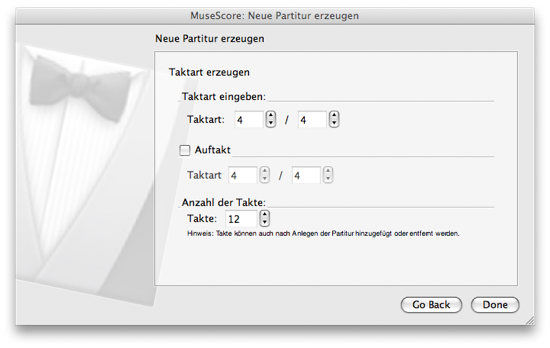 MuseScore: Neue Partitur erzeugen
Neue Partitur erzeugen
Taktart erzeugen
Taktart eingeben:
Taktart: 4 / 4
Auftakt
Taktart 4 / 4
Anzahl der Takte:
Takte: 12
Hinweis: Takte können auch nach Anlegen der Partitur hinzugefügt oder entfernt werden.
Go Back Done